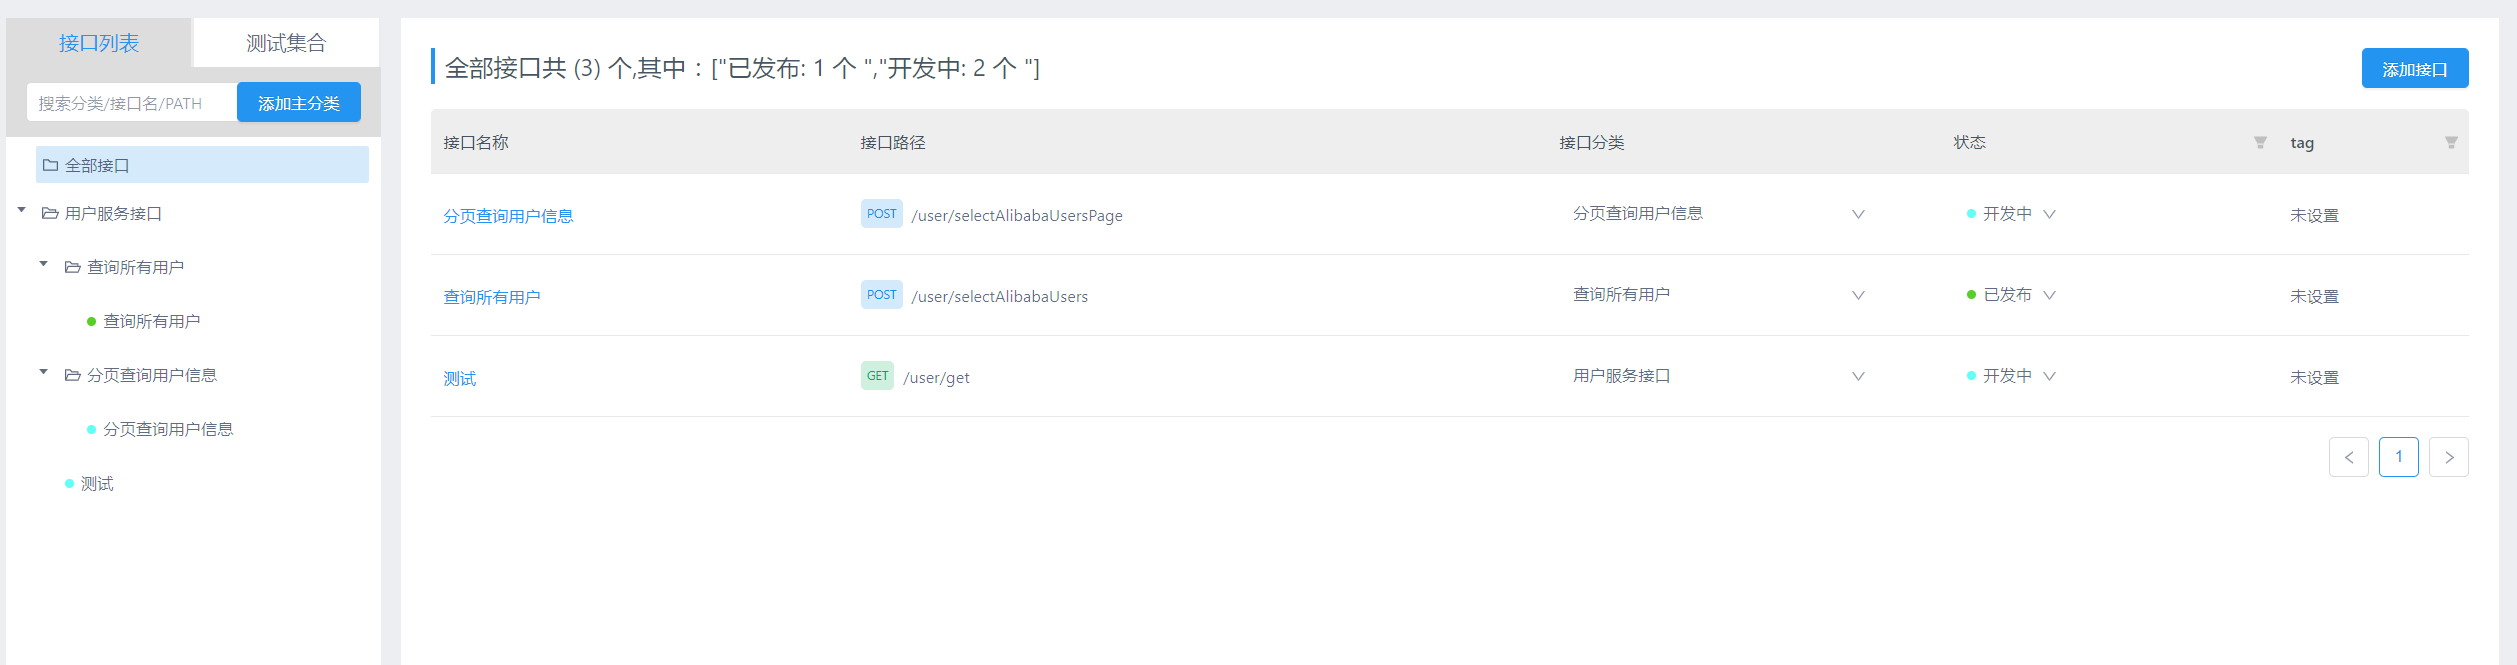 接口列表 测试集合
搜索分类/接口名/PATH 添加主分类
全部接口
用户服务接口
查询所有用户
查询所有用户
分页查询用户信息
分页查询用户信息
测试
全部接口共 (3) 个,其中：["已发布: 1 个 ","开发中: 2 个 "] 添加接口
接口名称 接口路径 接口分类 状态 tag
分页查询用户信息 POST /user/selectAlibabaUsersPage 分页查询用户信息 开发中 未设置
查询所有用户 POST /user/selectAlibabaUsers 查询所有用户 已发布 未设置
测试 GET /user/get 用户服务接口 开发中 未设置
< 1 >